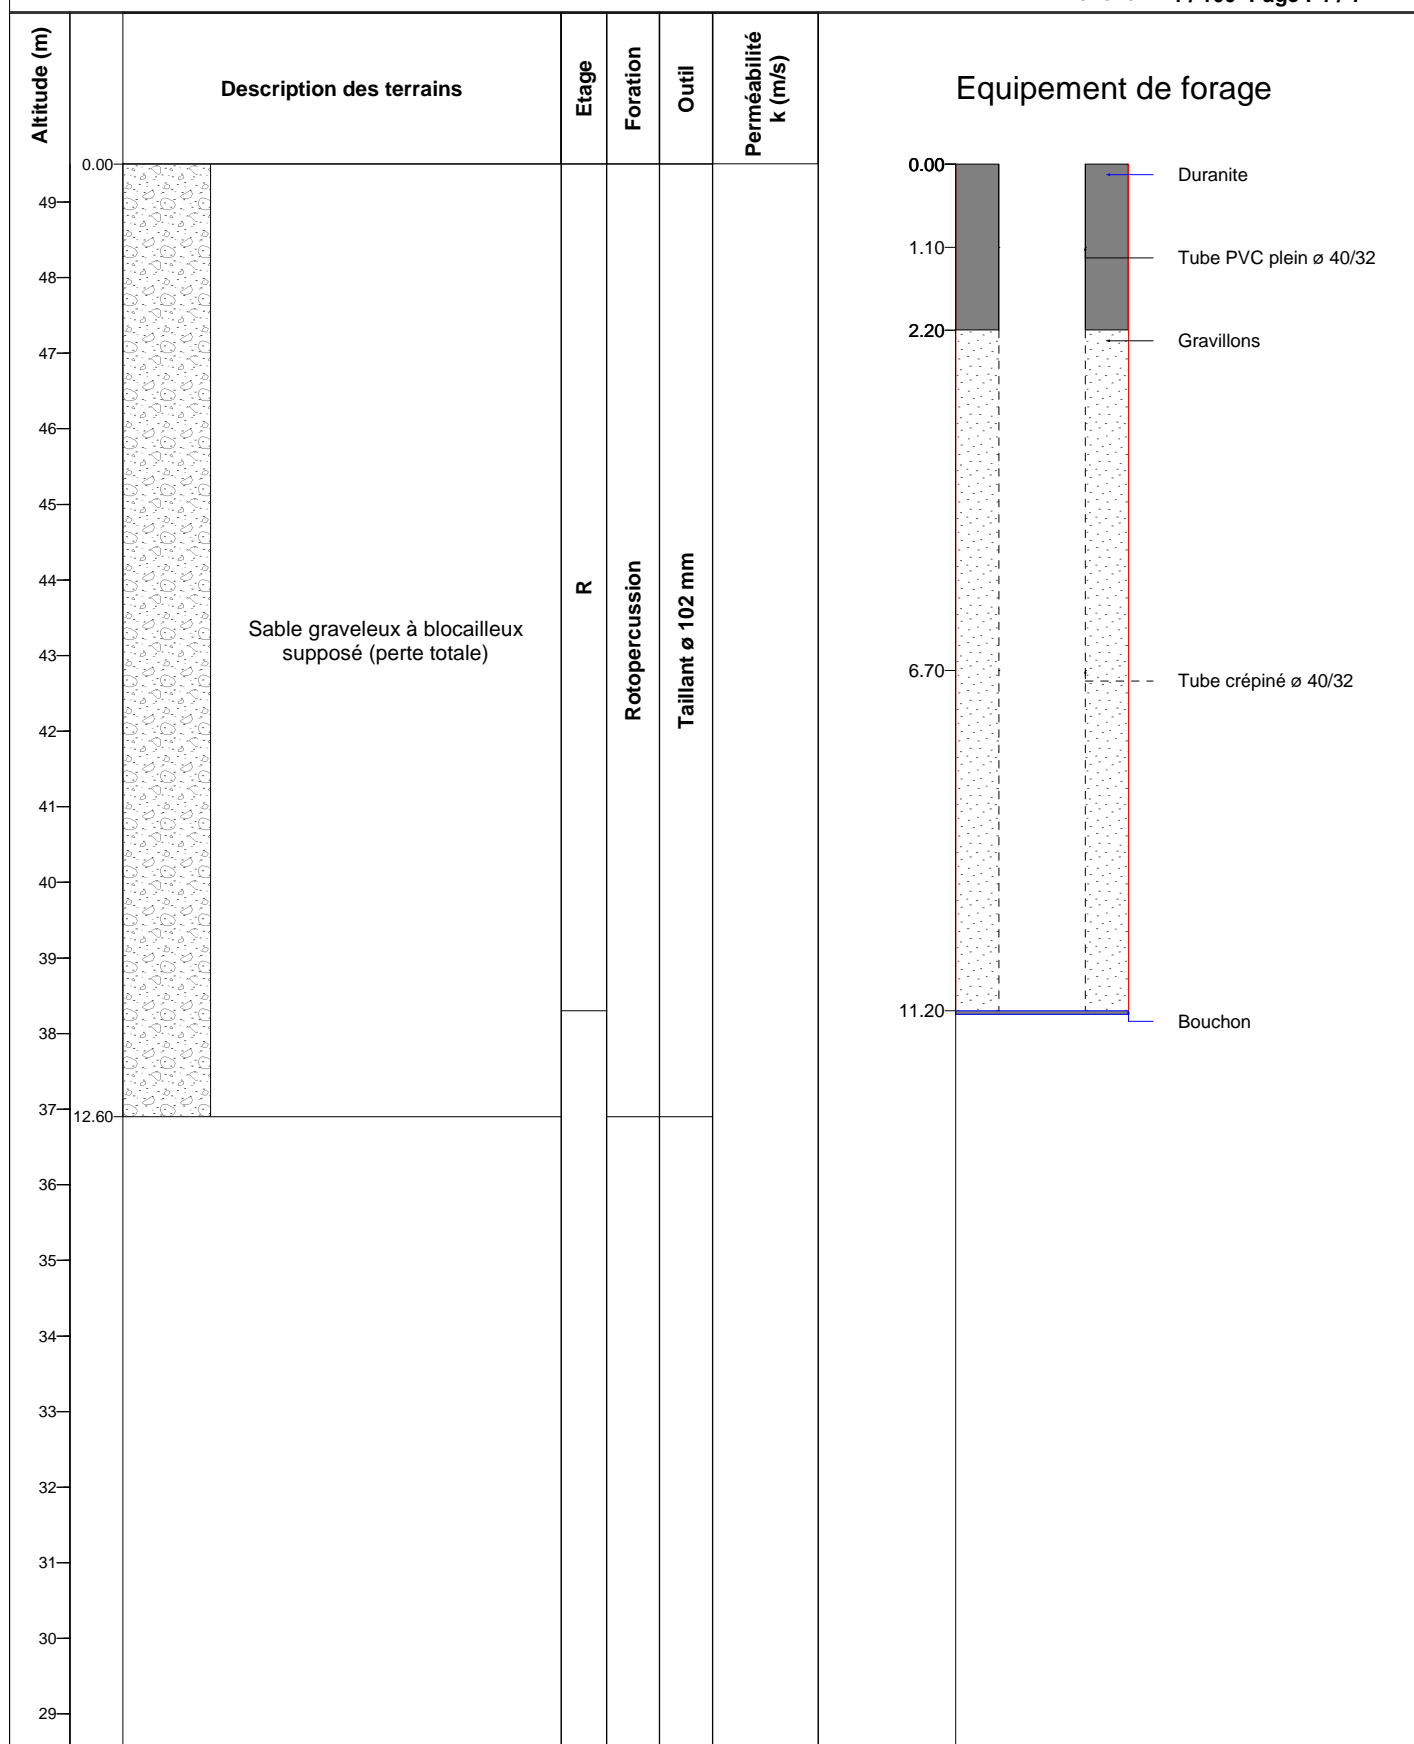 / 100 Page : 1 / 1
Altitude (m)
Description des terrains
Etage
Foration
Outil
Perméabilité
k (m/s)
Equipement de forage
0.00
0.00
Duranite
49
1.10
Tube PVC plein ø 40/32
48
2.20
Gravillons
47
46
45
44
R
Rotopercussion
Taillant ø 102 mm
Sable graveleux à blocailleux
supposé (perte totale)
43
6.70
Tube crépiné ø 40/32
42
41
40
39
11.20
Bouchon
38
37
12.60
36
35
34
33
32
31
30
29